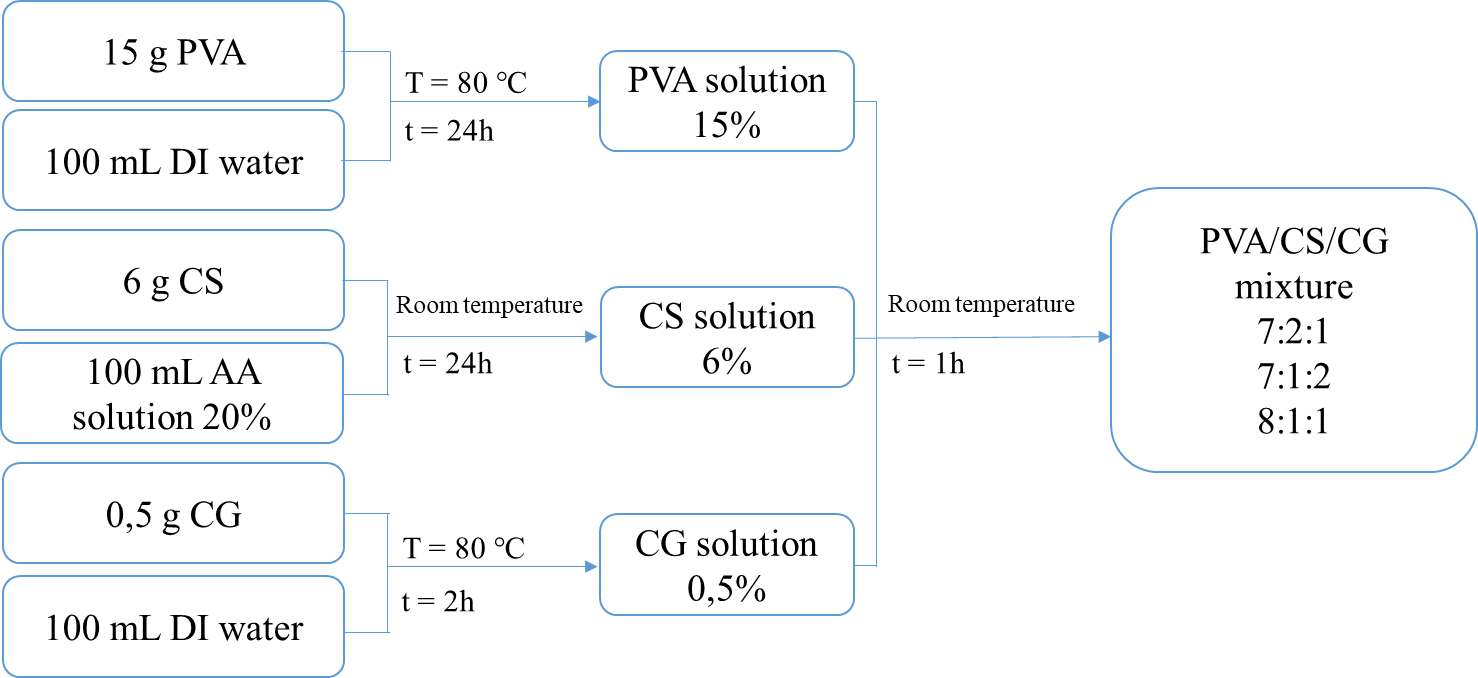 15 g PVA
100 mL DI water
T = 80 ℃
t = 24h
PVA solution
15%
6 g CS
100 mL AA
solution 20%
Room temperature
t = 24h
CS solution
6%
0,5 g CG
100 mL DI water
T = 80 ℃
t = 2h
CG solution
0,5%
Room temperature
t = 1h
PVA/CS/CG
mixture
7:2:1
7:1:2
8:1:1